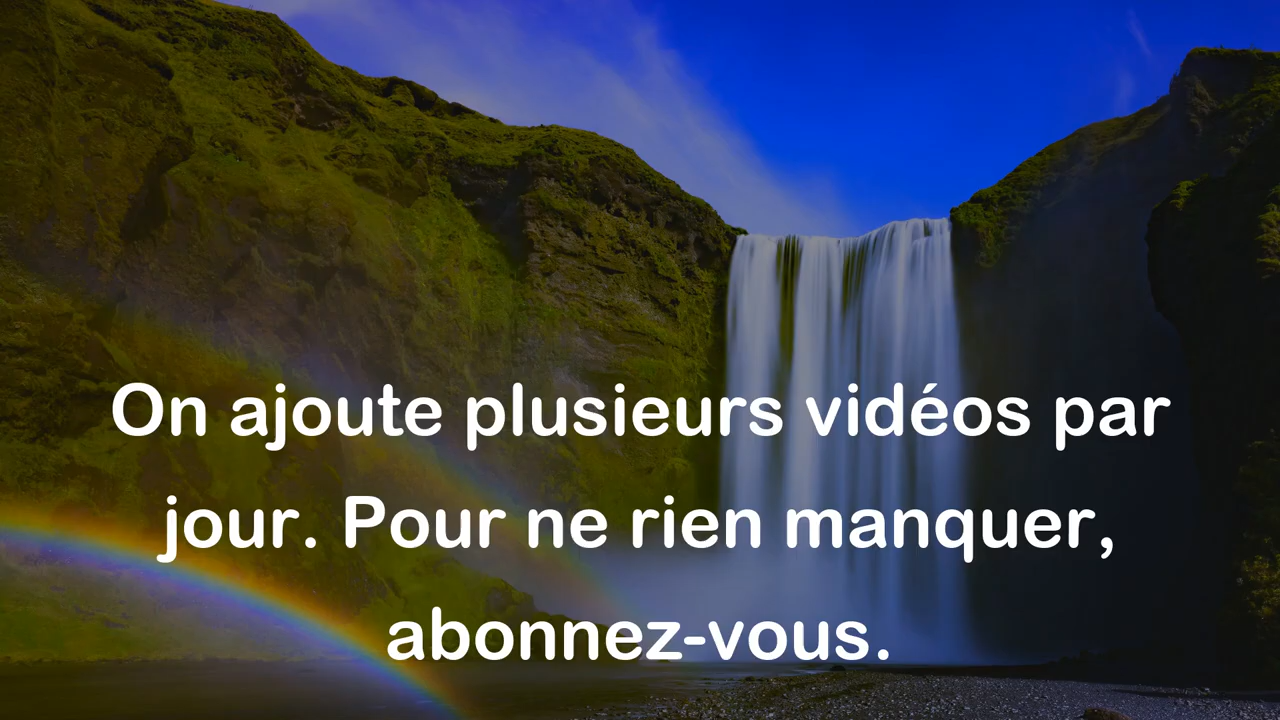 On ajoute plusieurs vidéos par
jour. Pour ne rien manquer,
abonnez-vous.